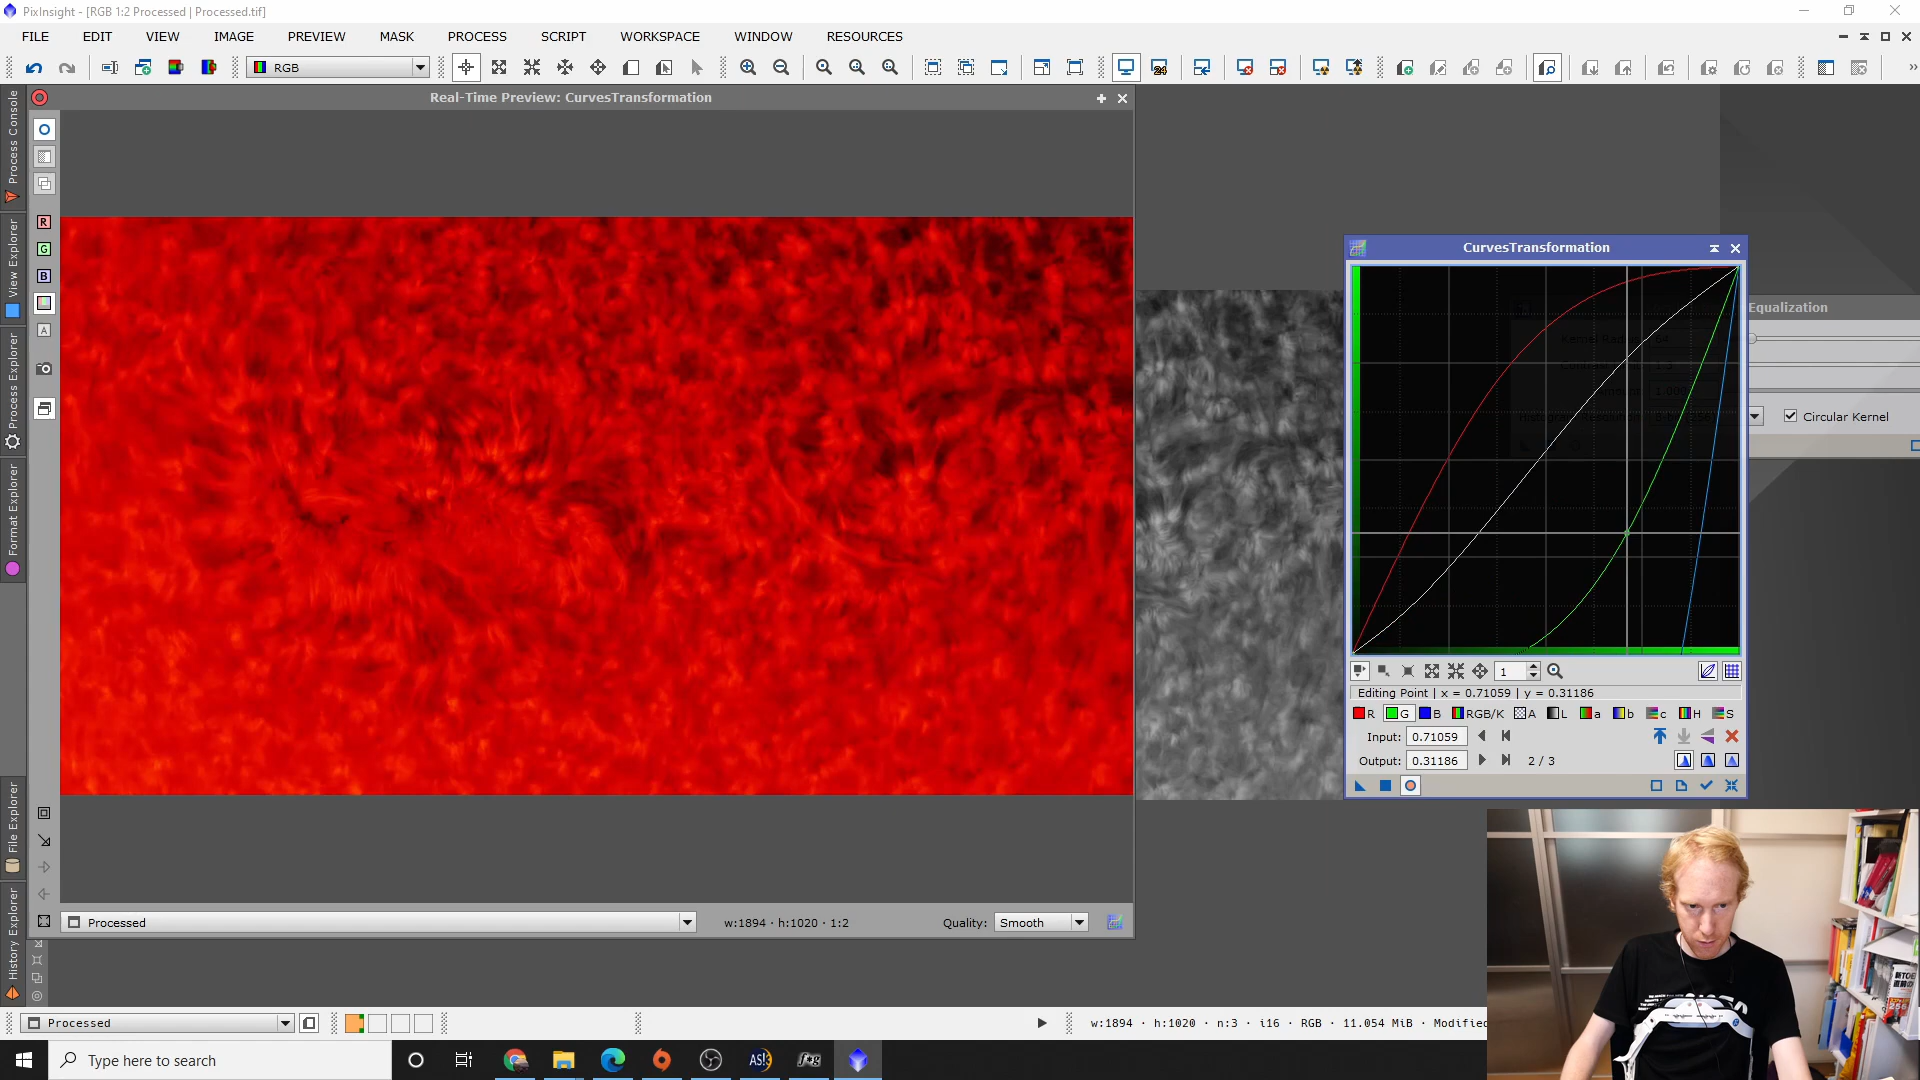 PixInsight - [RGB 1:2 Processed | Processed.tif]
FILE EDIT VIEW IMAGE PREVIEW MASK PROCESS SCRIPT WORKSPACE WINDOW RESOURCES
RGB
24
Real-Time Preview: CurvesTransformation
Process Console
View Explorer
Process Explorer
Format Explorer
File Explorer
History Explorer
R
G
B
A
CurvesTransformation
Equalization
Circular Kernel
1
Editing Point | x = 0.71059 | y = 0.31186
R G B RGB/K A L a b c H S
Input: 0.71059
Output: 0.31186 2 / 3
Processed w:1894 · h:1020 · 1:2 Quality: Smooth
Processed w:1894 · h:1020 · n:3 · i16 · RGB · 11.054 MiB · Modified
Type here to search
AS!3